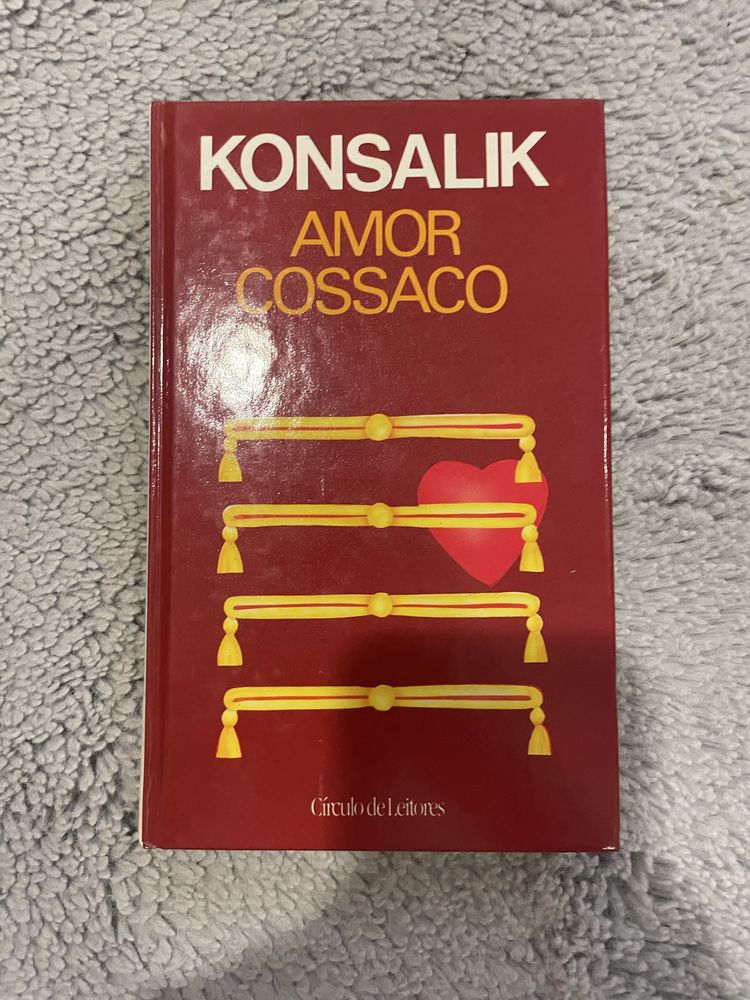 KONSALIK
AMOR
COSSACO
Círculo de Leitores